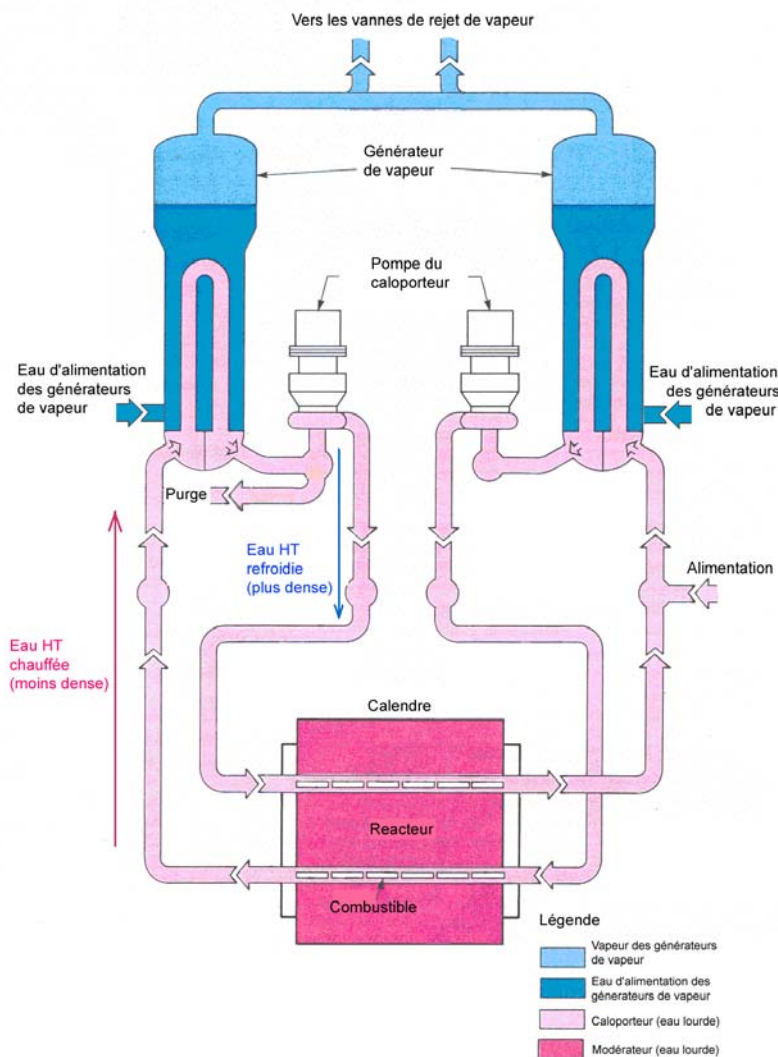 Vers les vannes de rejet de vapeur
Générateur
de vapeur
Pompe du
caloporteur
Eau d'alimentation
des générateurs
de vapeur
Eau d'alimentation
des générateurs
de vapeur
Purge
Eau HT
refroidie
(plus dense)
Alimentation
Eau HT
chauffée
(moins dense)
Calendre
Reacteur
Combustible
Légende
Vapeur des générateurs
de vapeur
Eau d'alimentation des
génerateurs de vapeur
Caloporteur (eau lourde)
Modérateur (eau lourde)